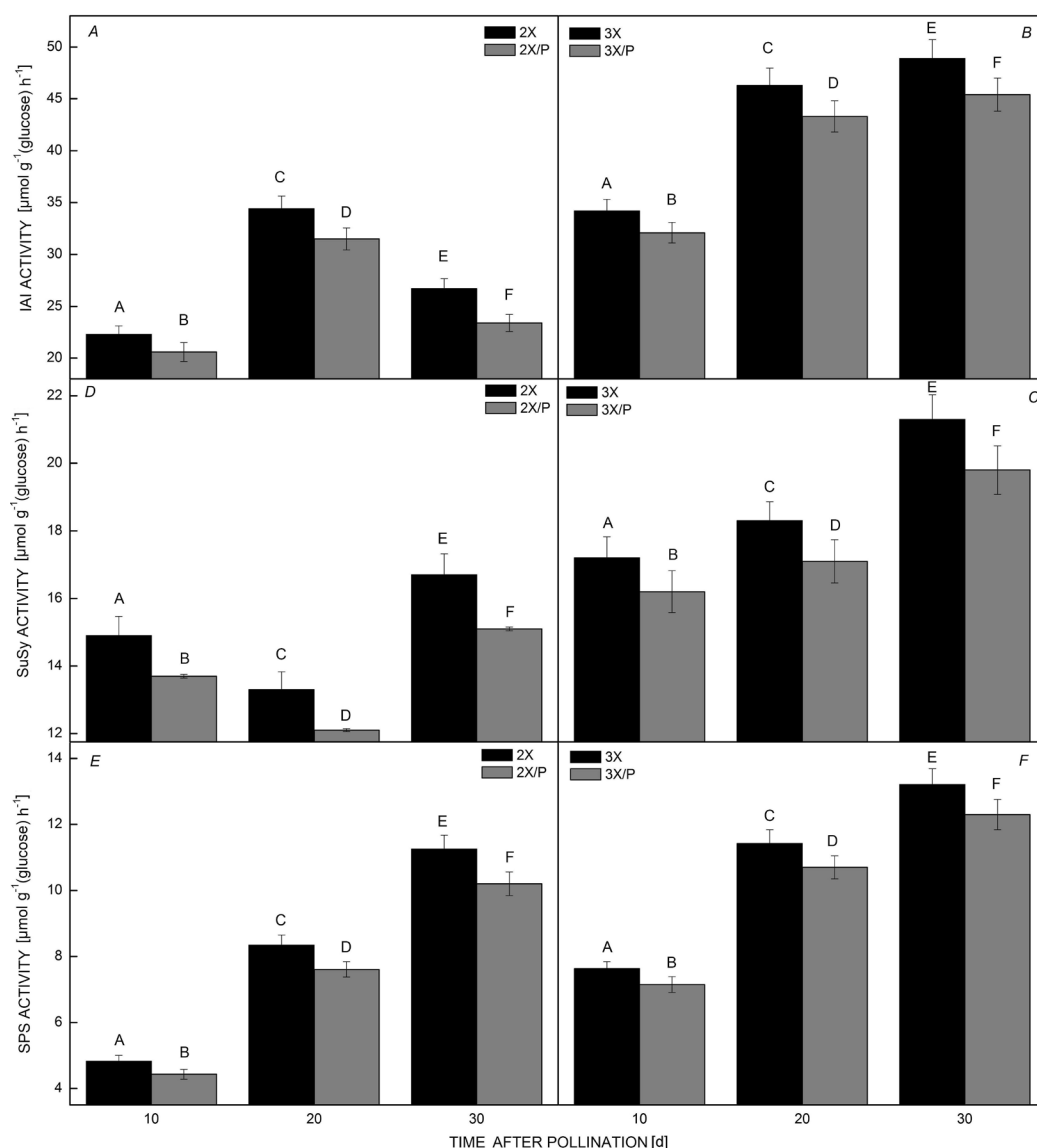 A
2X
2X/P
IAI ACTIVITY [µmol g⁻¹(glucose) h⁻¹]
50
45
40
35
30
25
20
A
B
C
D
E
F
3X
3X/P
B
A
B
C
D
E
F
D
2X
2X/P
SuSy ACTIVITY [µmol g⁻¹(glucose) h⁻¹]
22
20
18
16
14
12
A
B
C
D
E
F
3X
3X/P
C
A
B
C
D
E
F
E
2X
2X/P
SPS ACTIVITY [µmol g⁻¹(glucose) h⁻¹]
14
12
10
8
6
4
A
B
C
D
E
F
3X
3X/P
F
A
B
C
D
E
F
10 20 30 10 20 30
TIME AFTER POLLINATION [d]